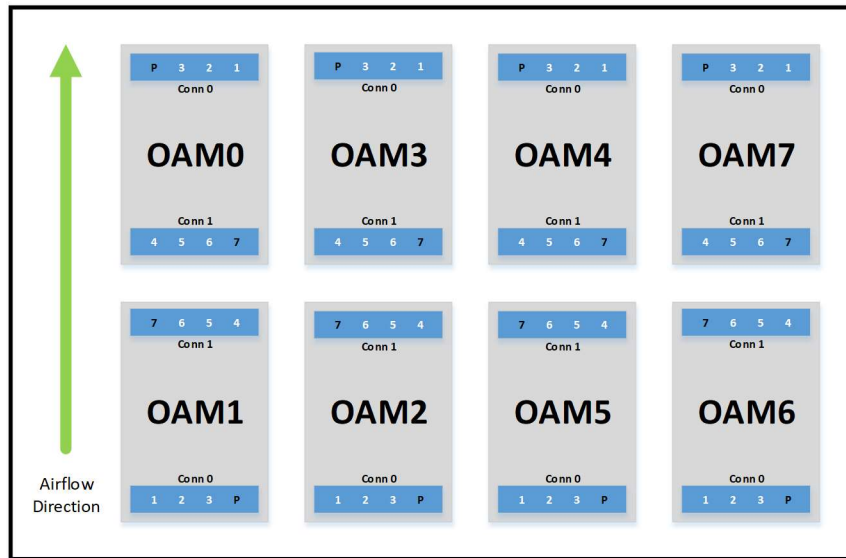 P 3 2 1 P 3 2 1 P 3 2 1 P 3 2 1
Conn 0 Conn 0 Conn 0 Conn 0
OAM0 OAM3 OAM4 OAM7
Conn 1 Conn 1 Conn 1 Conn 1
4 5 6 7 4 5 6 7 4 5 6 7 4 5 6 7
7 6 5 4 7 6 5 4 7 6 5 4 7 6 5 4
Conn 1 Conn 1 Conn 1 Conn 1
OAM1 OAM2 OAM5 OAM6
Conn 0 Conn 0 Conn 0 Conn 0
1 2 3 P 1 2 3 P 1 2 3 P 1 2 3 P
Airflow
Direction